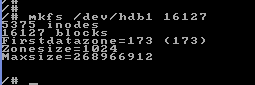 /#
/# mkfs /dev/hdb1 16127
5375 inodes
16127 blocks
Firstdatazone=173 (173)
Zonesize=1024
Maxsize=268966912

/# _